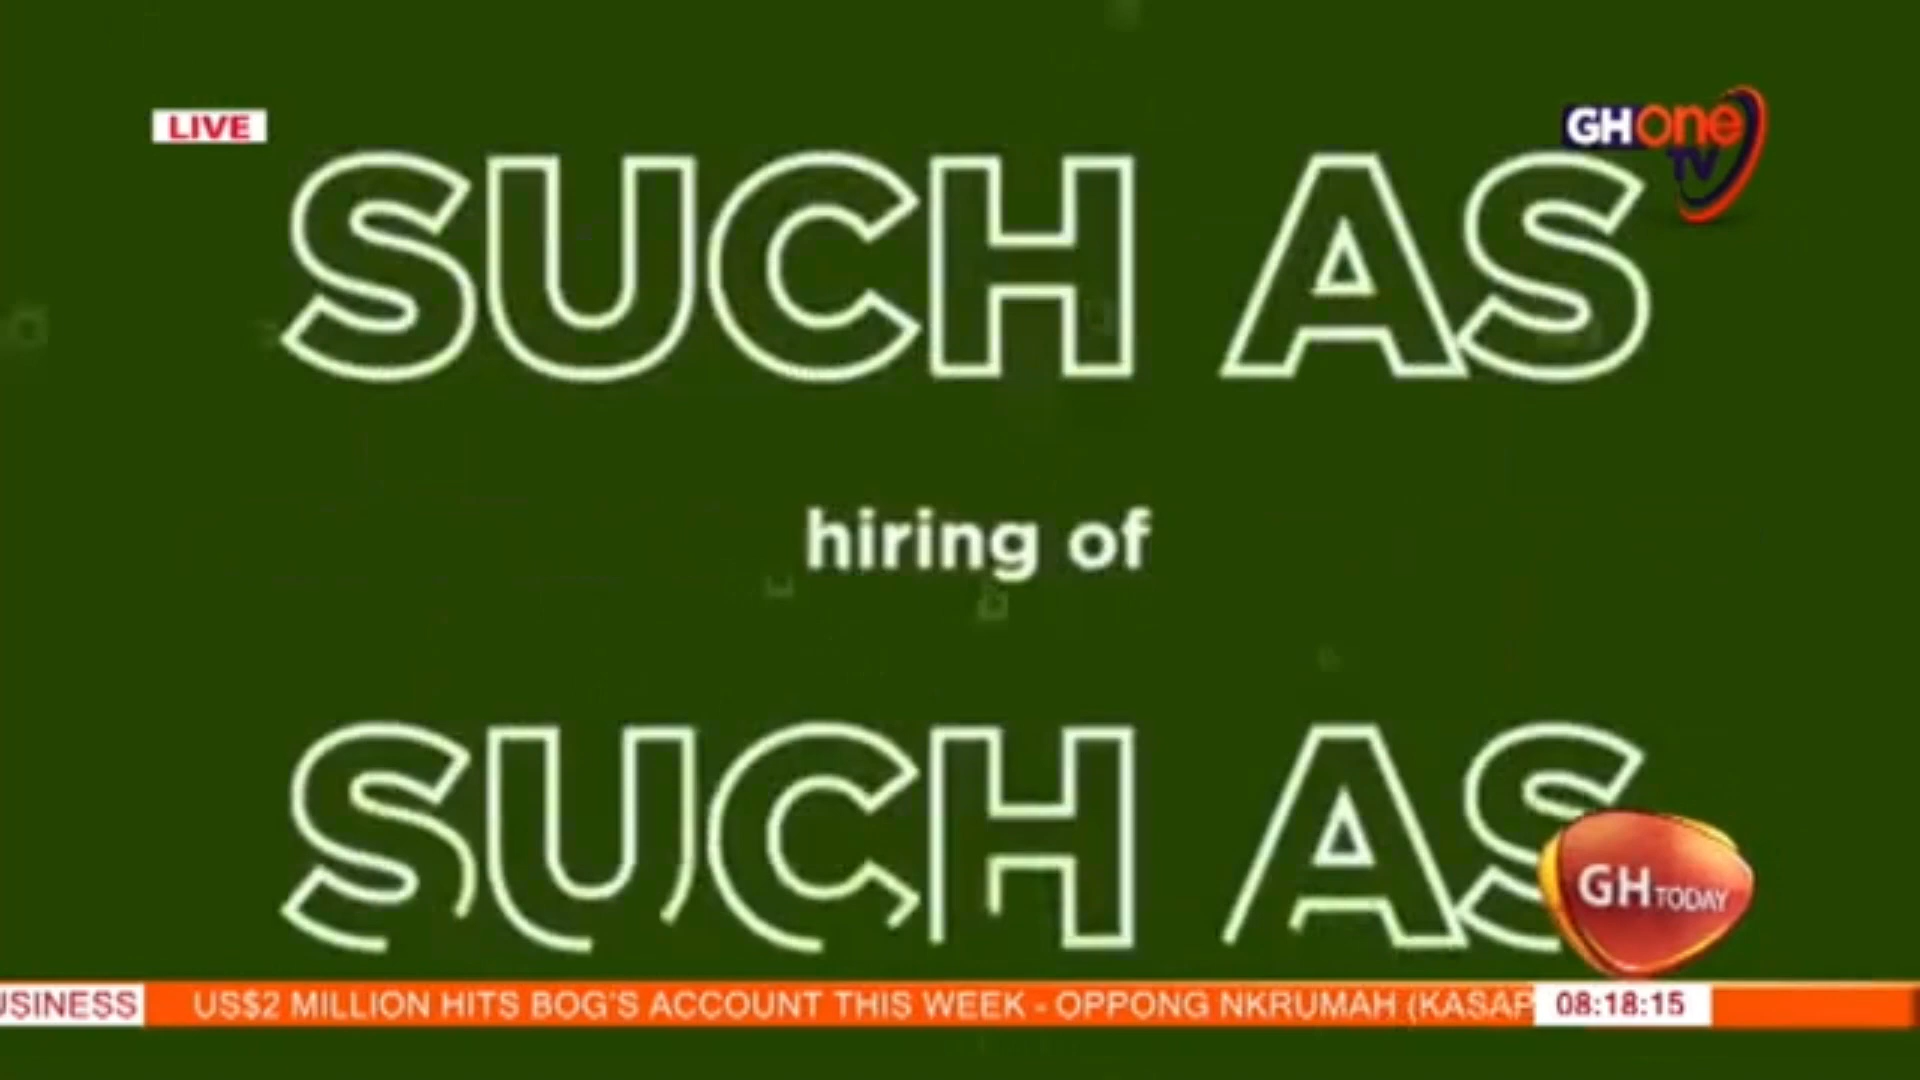 LIVE
GHOne
TV
SUCH AS
hiring of
SUCH AS
GH TODAY
USINESS US$2 MILLION HITS BOG'S ACCOUNT THIS WEEK - OPPONG NKRUMAH (KASAP 08:18:15